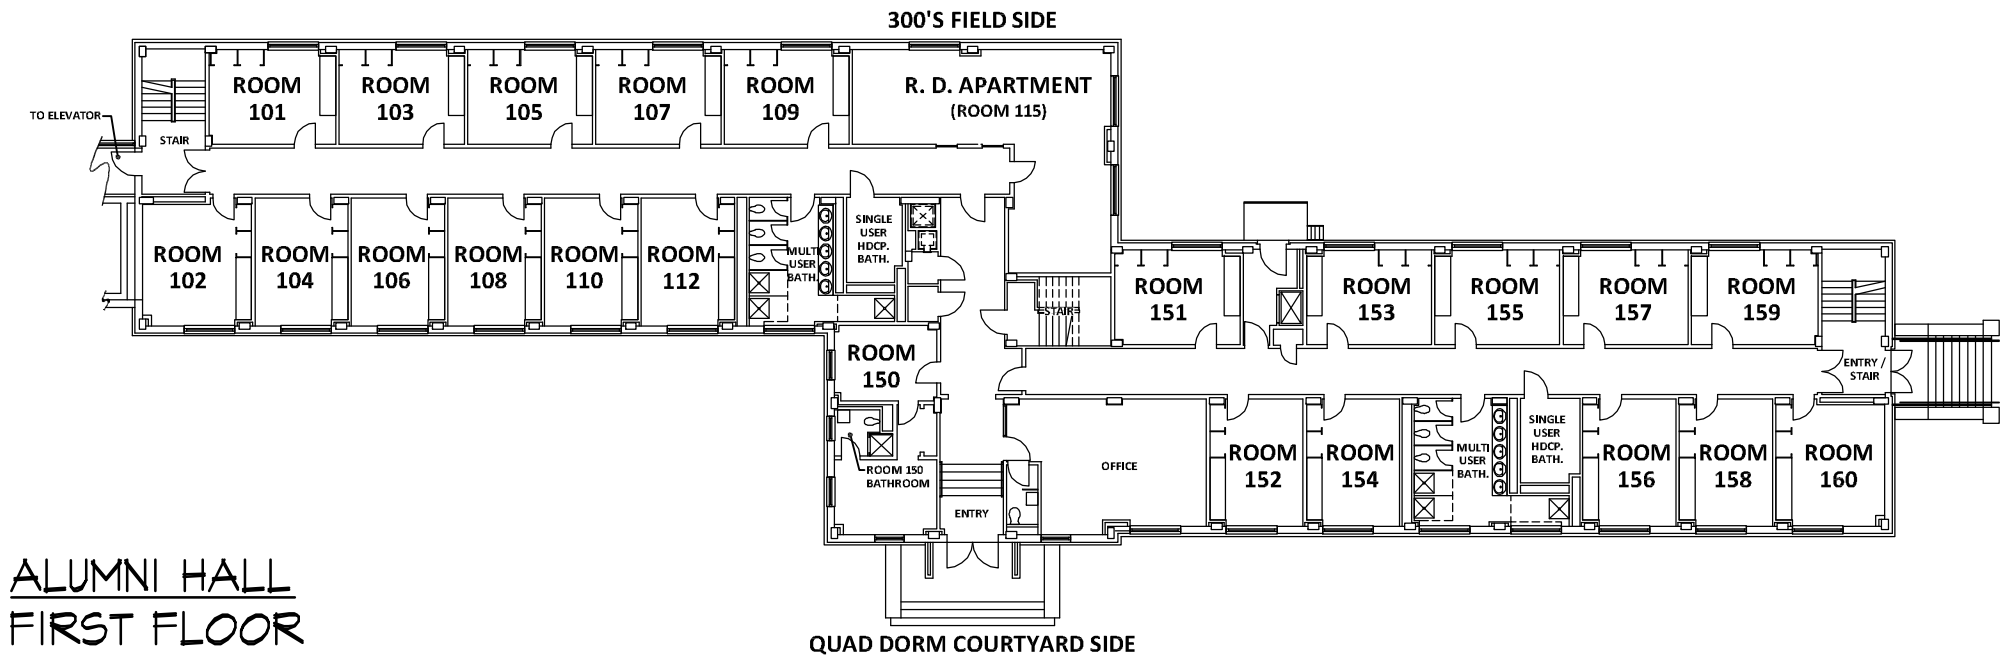 300'S FIELD SIDE
ROOM
101
ROOM
103
ROOM
105
ROOM
107
ROOM
109
R. D. APARTMENT
(ROOM 115)
TO ELEVATOR
STAIR
ROOM
102
ROOM
104
ROOM
106
ROOM
108
ROOM
110
ROOM
112
MULTI
USER
BATH.
SINGLE
USER
HDCP.
BATH.
STAIR
ROOM
151
ROOM
153
ROOM
155
ROOM
157
ROOM
159
ENTRY /
STAIR
ROOM
150
ROOM 150
BATHROOM
ENTRY
OFFICE
ROOM
152
ROOM
154
MULTI
USER
BATH.
SINGLE
USER
HDCP.
BATH.
ROOM
156
ROOM
158
ROOM
160
ALUMNI HALL
FIRST FLOOR
QUAD DORM COURTYARD SIDE